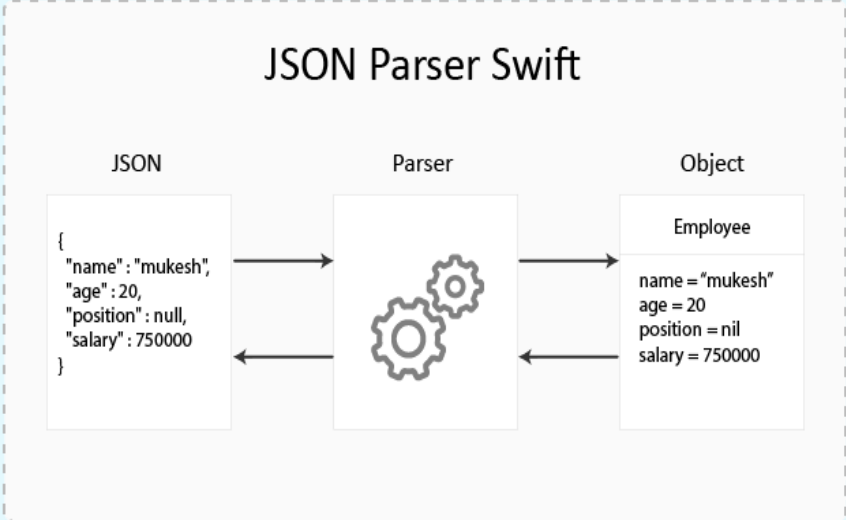 JSON Parser Swift
JSON
Parser
Object
{
"name" : "mukesh",
"age" : 20,
"position" : null,
"salary" : 750000
}
Employee
name = “mukesh”
age = 20
position = nil
salary = 750000